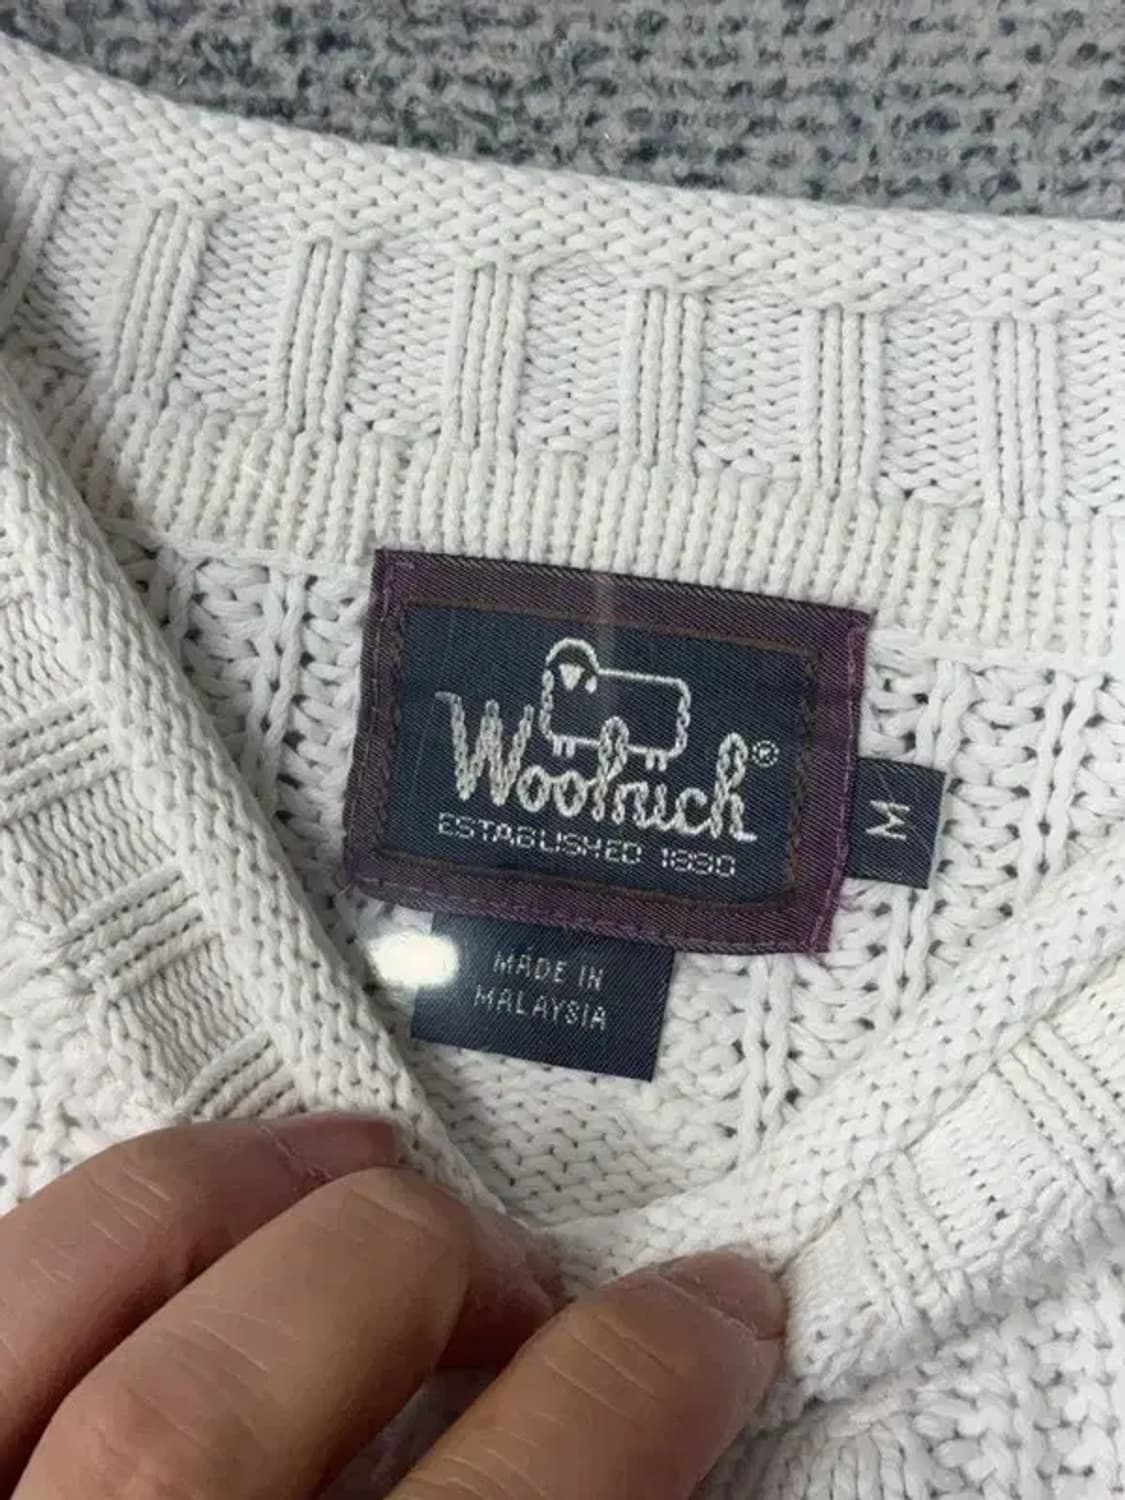 Woolrich®
ESTABLISHED 1830
M
MADE IN
MALAYSIA